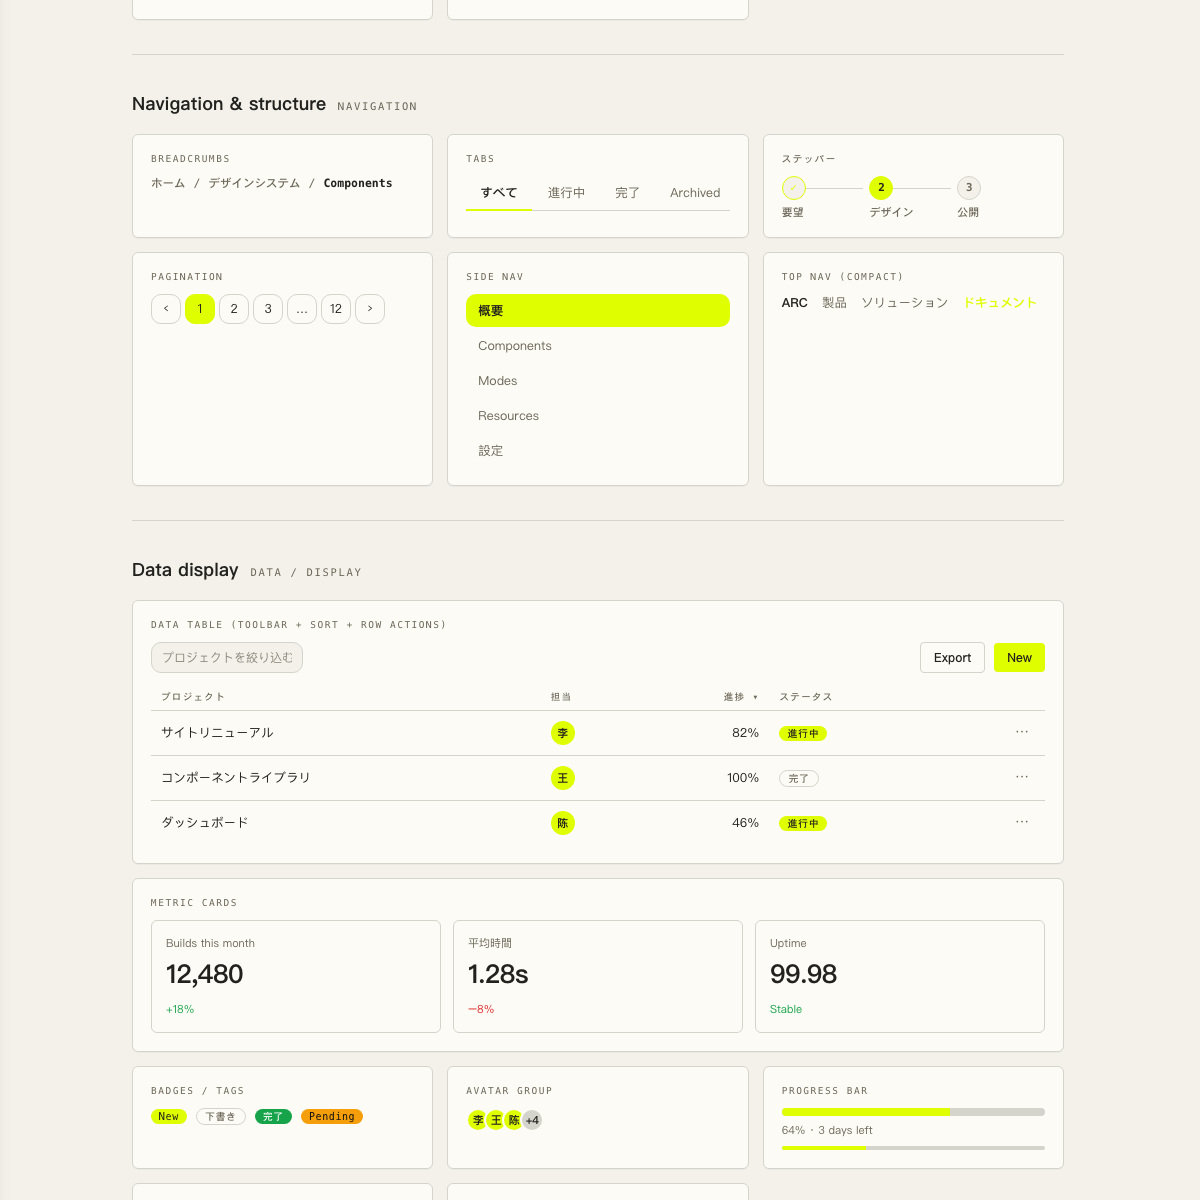 Navigation & structure NAVIGATION
BREADCRUMBS
ホーム / デザインシステム / Components
TABS
すべて 進行中 完了 Archived
ステッパー
✓ 2 3
要望 デザイン 公開
PAGINATION
‹ 1 2 3 … 12 ›
SIDE NAV
概要
Components
Modes
Resources
設定
TOP NAV (COMPACT)
ARC 製品 ソリューション ドキュメント
Data display DATA / DISPLAY
DATA TABLE (TOOLBAR + SORT + ROW ACTIONS)
プロジェクトを絞り込む Export New
プロジェクト 担当 進捗 ▾ ステータス
サイトリニューアル 李 82% 進行中 ⋯
コンポーネントライブラリ 王 100% 完了 ⋯
ダッシュボード 陈 46% 進行中 ⋯
METRIC CARDS
Builds this month
12,480
+18%
平均時間
1.28s
−8%
Uptime
99.98
Stable
BADGES / TAGS
New 下書き 完了 Pending
AVATAR GROUP
李 王 陈 +4
PROGRESS BAR
64% · 3 days left